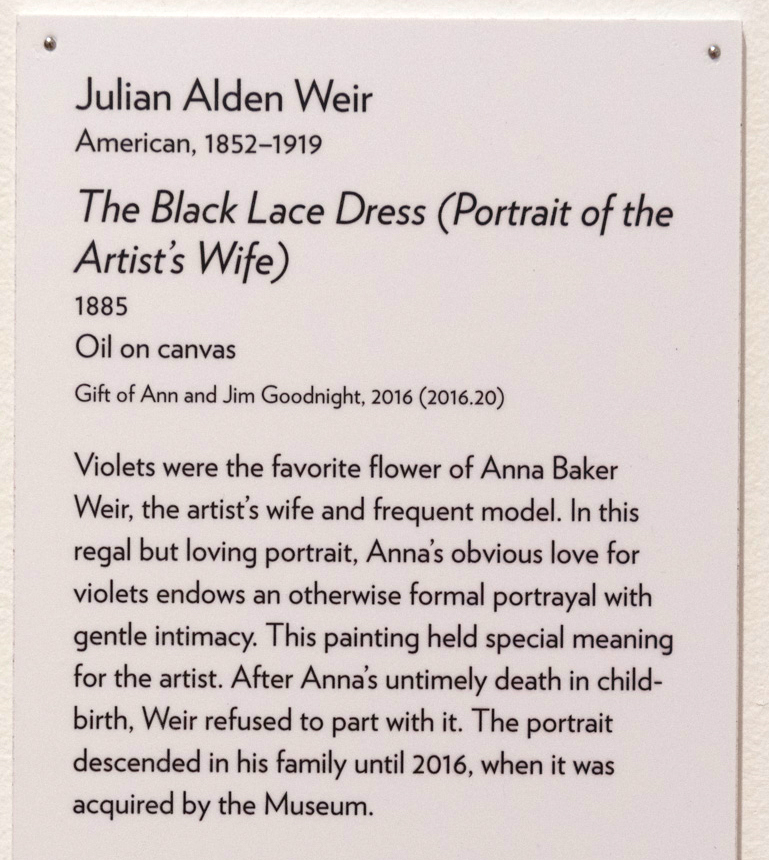 Julian Alden Weir
American, 1852–1919
The Black Lace Dress (Portrait of the
Artist's Wife)
1885
Oil on canvas
Gift of Ann and Jim Goodnight, 2016 (2016.20)
Violets were the favorite flower of Anna Baker
Weir, the artist's wife and frequent model. In this
regal but loving portrait, Anna's obvious love for
violets endows an otherwise formal portrayal with
gentle intimacy. This painting held special meaning
for the artist. After Anna's untimely death in child-
birth, Weir refused to part with it. The portrait
descended in his family until 2016, when it was
acquired by the Museum.